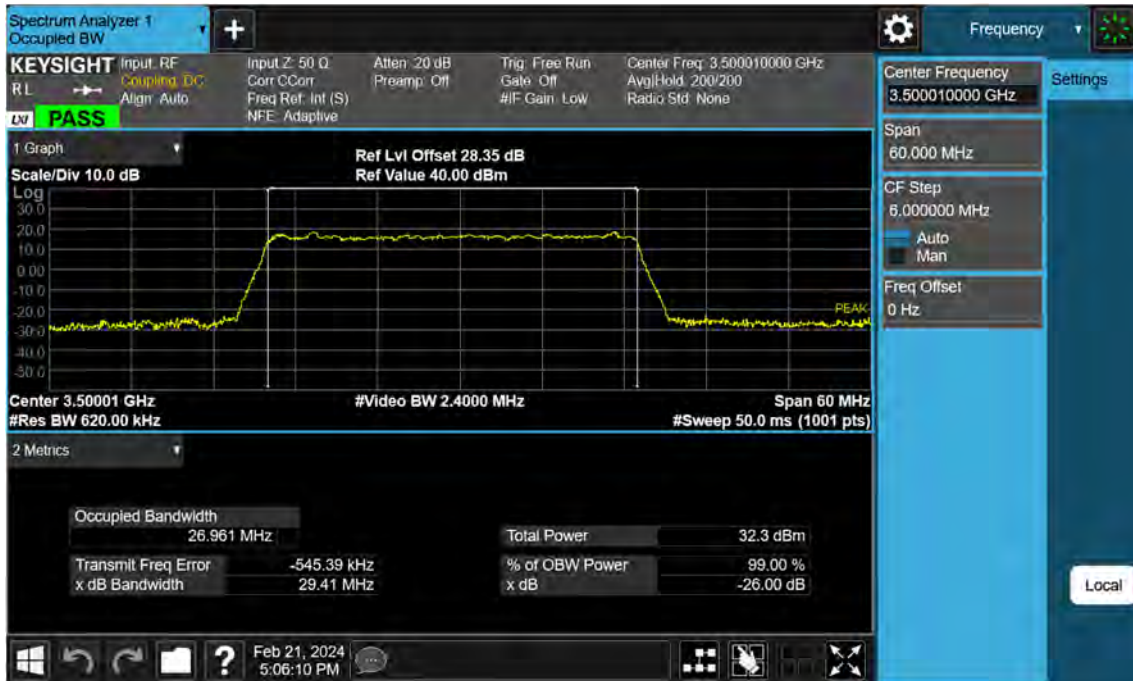 Spectrum Analyzer 1
Occupied BW
+
Frequency
KEYSIGHT
RL
LXI
PASS
Input: RF
Coupling: DC
Align: Auto
Input Z: 50 Ω
Corr CCorr
Freq Ref: Int (S)
NFE: Adaptive
Atten: 20 dB
Preamp: Off
Trig: Free Run
Gate: Off
#IF Gain: Low
Center Freq: 3.500010000 GHz
Avg|Hold: 200/200
Radio Std: None
Center Frequency
3.500010000 GHz
Settings
Span
60.000 MHz
CF Step
6.000000 MHz
Auto
Man
Freq Offset
0 Hz
Local
1 Graph
Scale/Div 10.0 dB
Ref Lvl Offset 28.35 dB
Ref Value 40.00 dBm
Log
30.0
20.0
10.0
0.00
-10.0
-20.0
-30.0
-40.0
-50.0
PEAK
Center 3.50001 GHz
#Video BW 2.4000 MHz
Span 60 MHz
#Res BW 620.00 kHz
#Sweep 50.0 ms (1001 pts)
2 Metrics
Occupied Bandwidth
26.961 MHz
Total Power 32.3 dBm
Transmit Freq Error -545.39 kHz
% of OBW Power 99.00 %
x dB Bandwidth 29.41 MHz
x dB -26.00 dB
?
Feb 21, 2024
5:06:10 PM